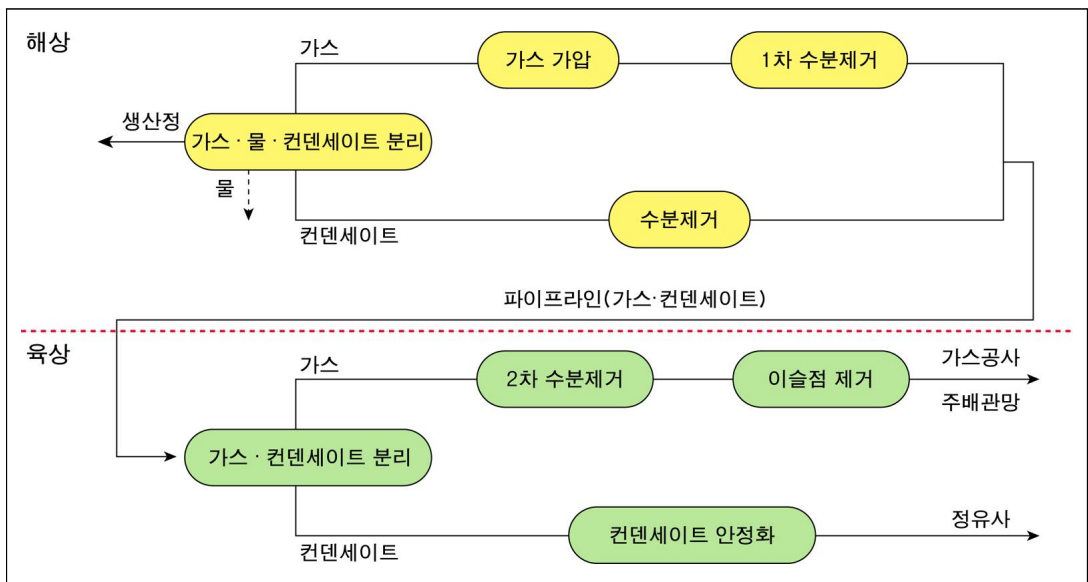 해상
가스
가스 가압
1차 수분제거
생산정
가스 · 물 · 컨덴세이트 분리
물
수분제거
컨덴세이트
파이프라인(가스·컨덴세이트)
육상
가스
2차 수분제거
이슬점 제거
가스공사
주배관망
가스 · 컨덴세이트 분리
컨덴세이트 안정화
정유사
컨덴세이트